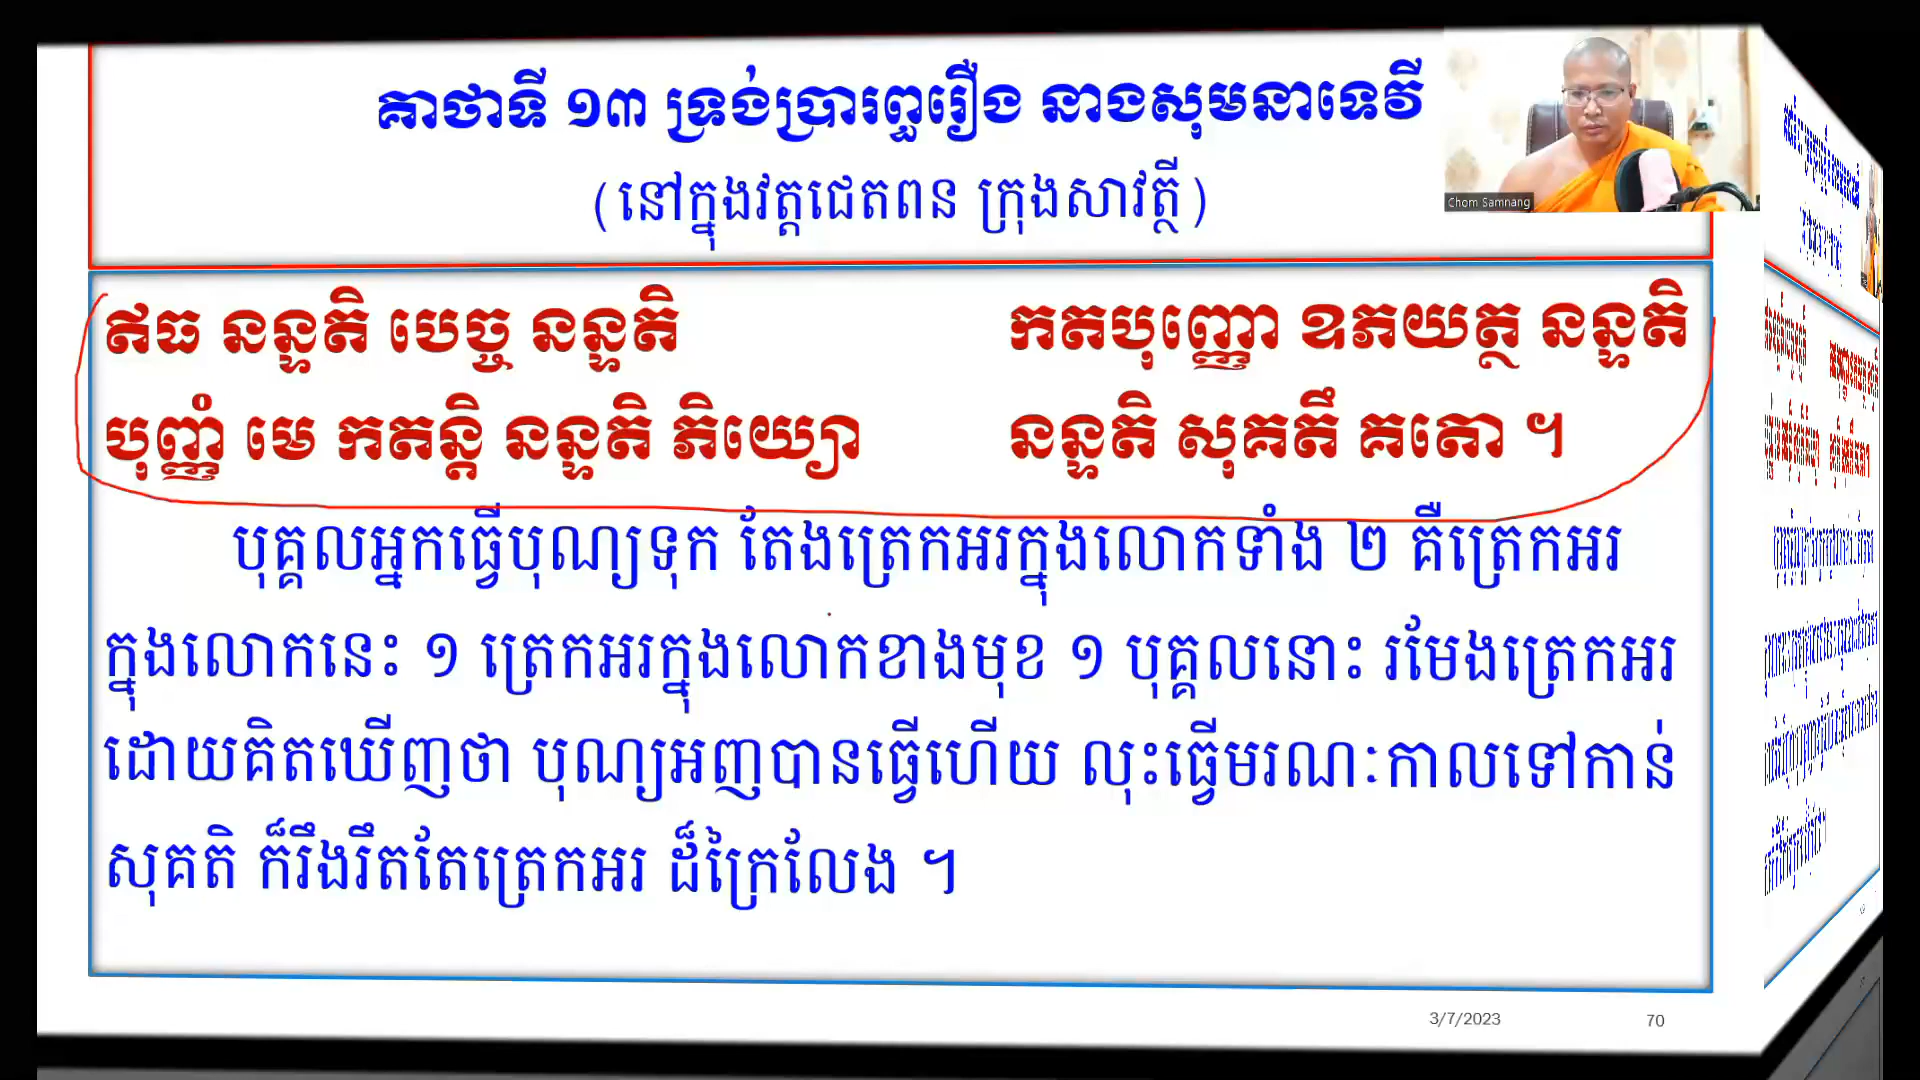 គាថាទី ១៣ ទ្រង់ប្រារព្ធរឿង នាងសុមនាទេវី
(នៅក្នុងវត្តជេតពន ក្រុងសាវត្ថី)
Chom Samnang
ឥធ នន្ទតិ បេច្ច នន្ទតិ កតបុញ្ញោ ឧភយត្ថ នន្ទតិ
បុញ្ញំ មេ កតន្តិ នន្ទតិ ភិយ្យោ នន្ទតិ សុគតឹ គតោ ។
បុគ្គលអ្នកធ្វើបុណ្យទុក តែងត្រេកអរក្នុងលោកទាំង ២ គឺត្រេកអរ
ក្នុងលោកនេះ ១ ត្រេកអរក្នុងលោកខាងមុខ ១ បុគ្គលនោះ រមែងត្រេកអរ
ដោយគិតឃើញថា បុណ្យអញបានធ្វើហើយ លុះធ្វើមរណៈកាលទៅកាន់
សុគតិ ក៏រឹងរឹតតែត្រេកអរ ដ៏ក្រៃលែង ។
3/7/2023 70